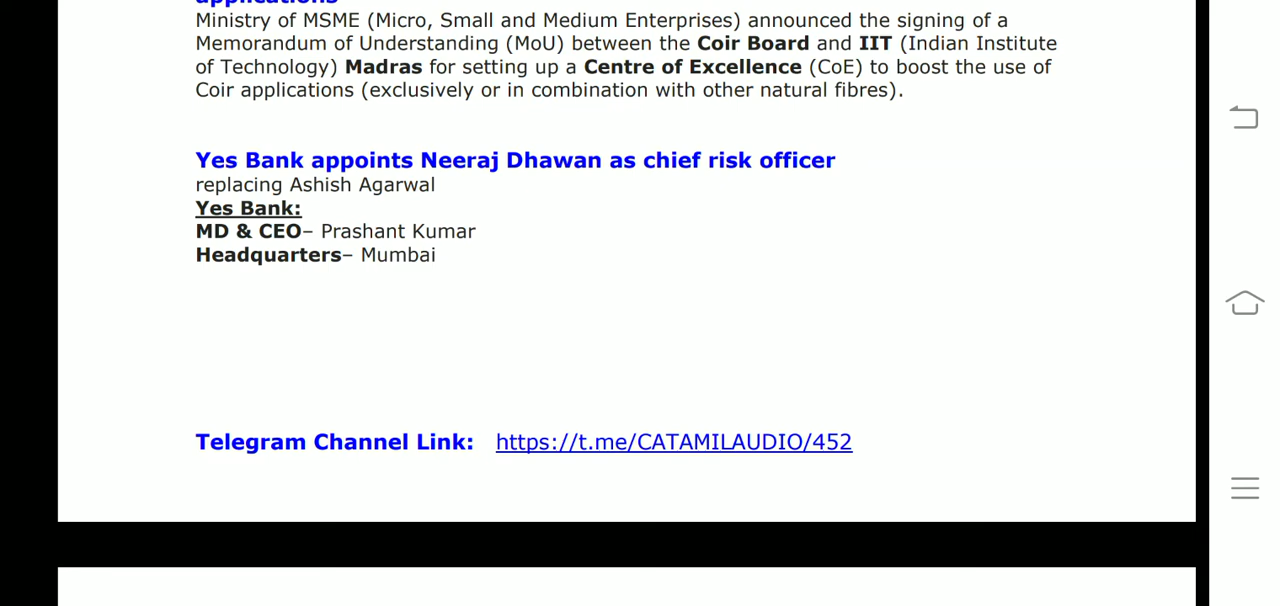 applications
Ministry of MSME (Micro, Small and Medium Enterprises) announced the signing of a
Memorandum of Understanding (MoU) between the Coir Board and IIT (Indian Institute
of Technology) Madras for setting up a Centre of Excellence (CoE) to boost the use of
Coir applications (exclusively or in combination with other natural fibres).
Yes Bank appoints Neeraj Dhawan as chief risk officer
replacing Ashish Agarwal
Yes Bank:
MD & CEO– Prashant Kumar
Headquarters– Mumbai
Telegram Channel Link: https://t.me/CATAMILAUDIO/452